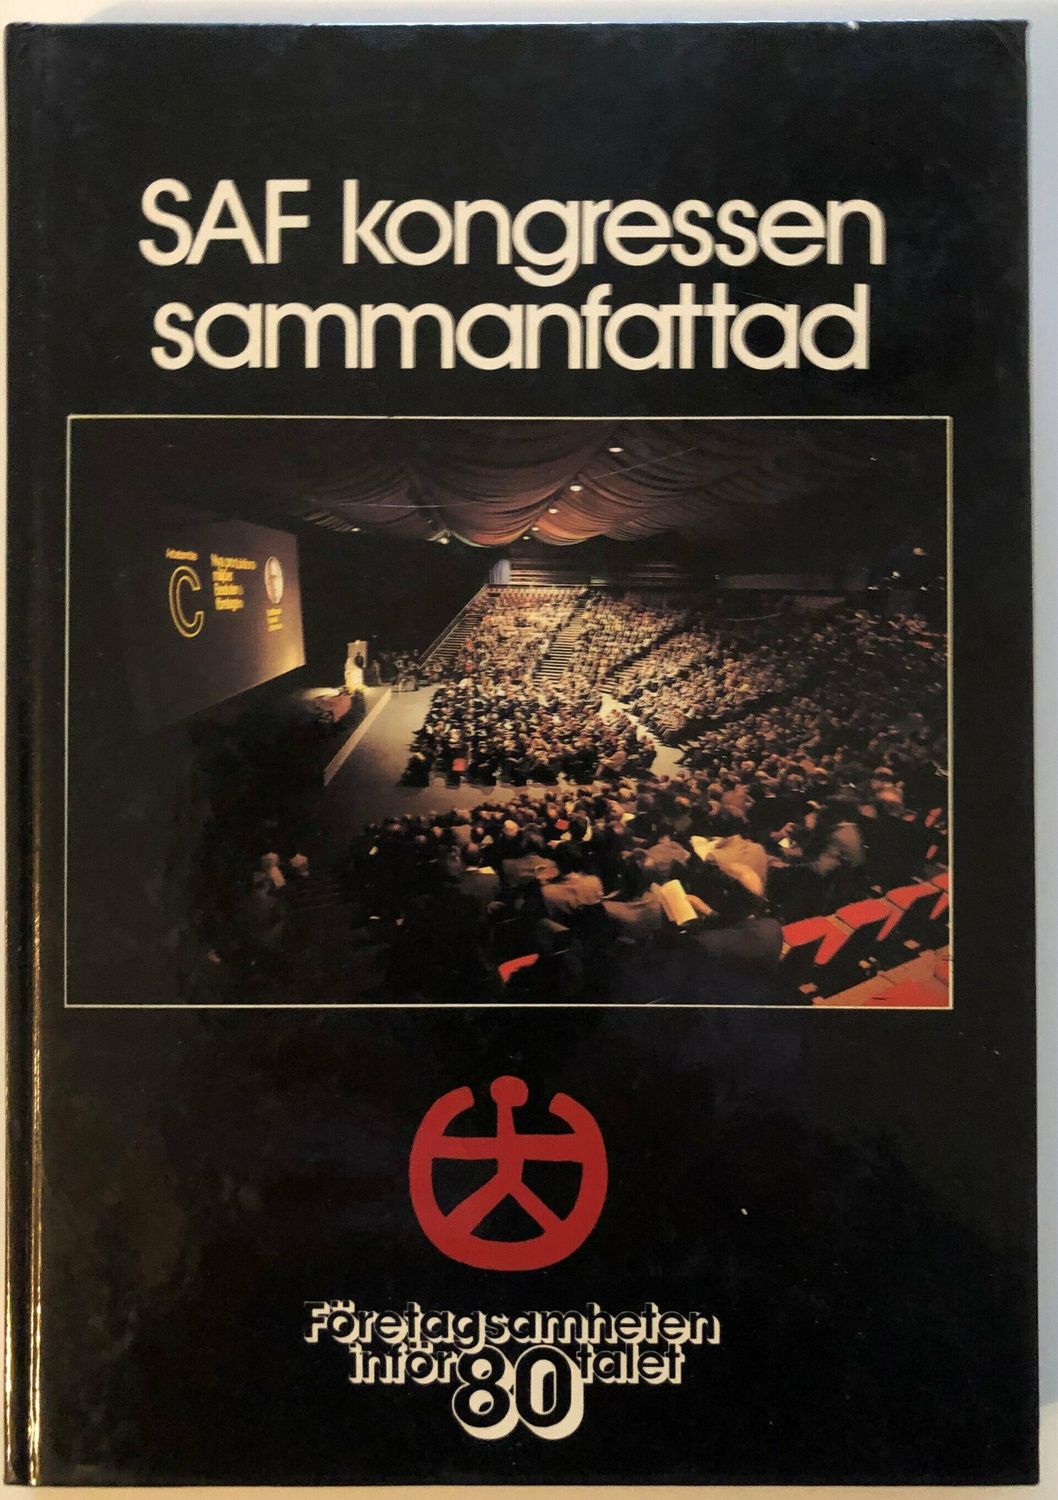 SAF kongressen
sammanfattad
C
Företagsamheten
inför 80 talet